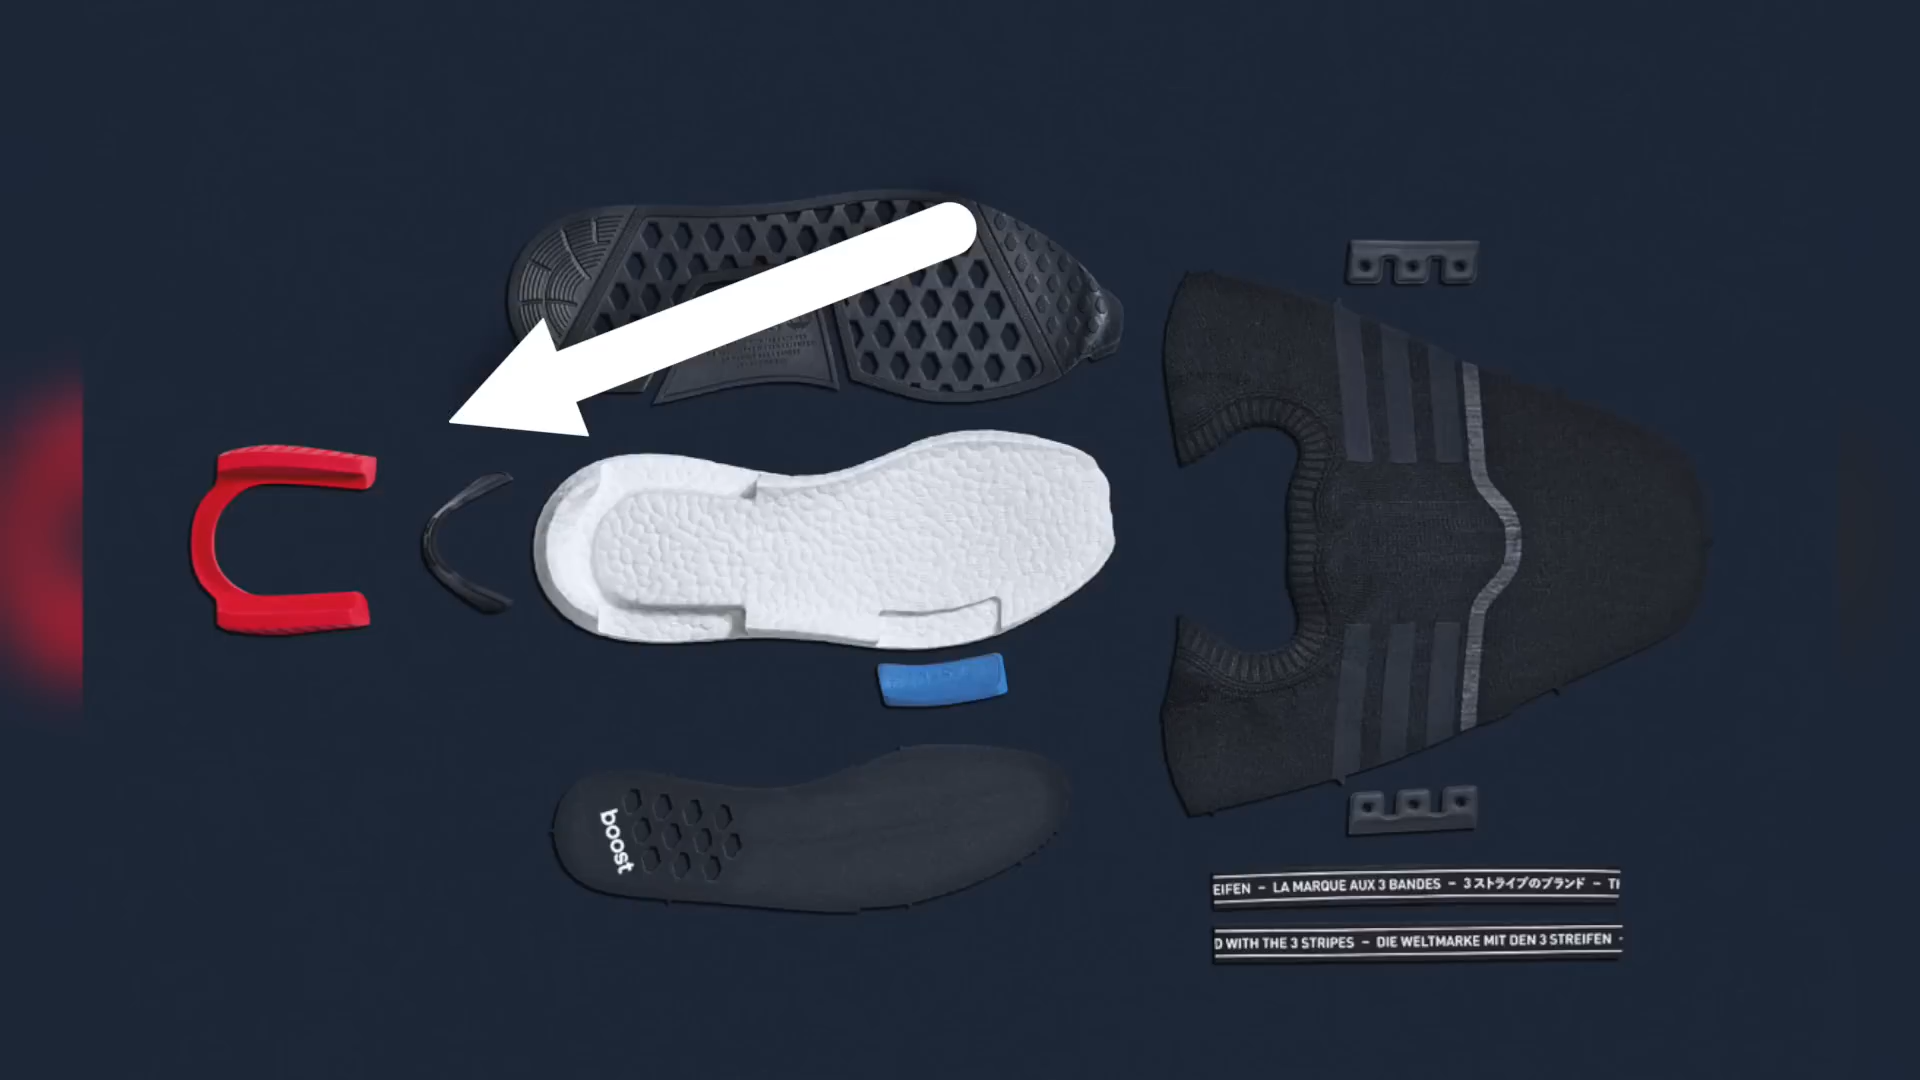 boost
EIFEN – LA MARQUE AUX 3 BANDES – 3ストライプのブランド – TH
D WITH THE 3 STRIPES – DIE WELTMARKE MIT DEN 3 STREIFEN -